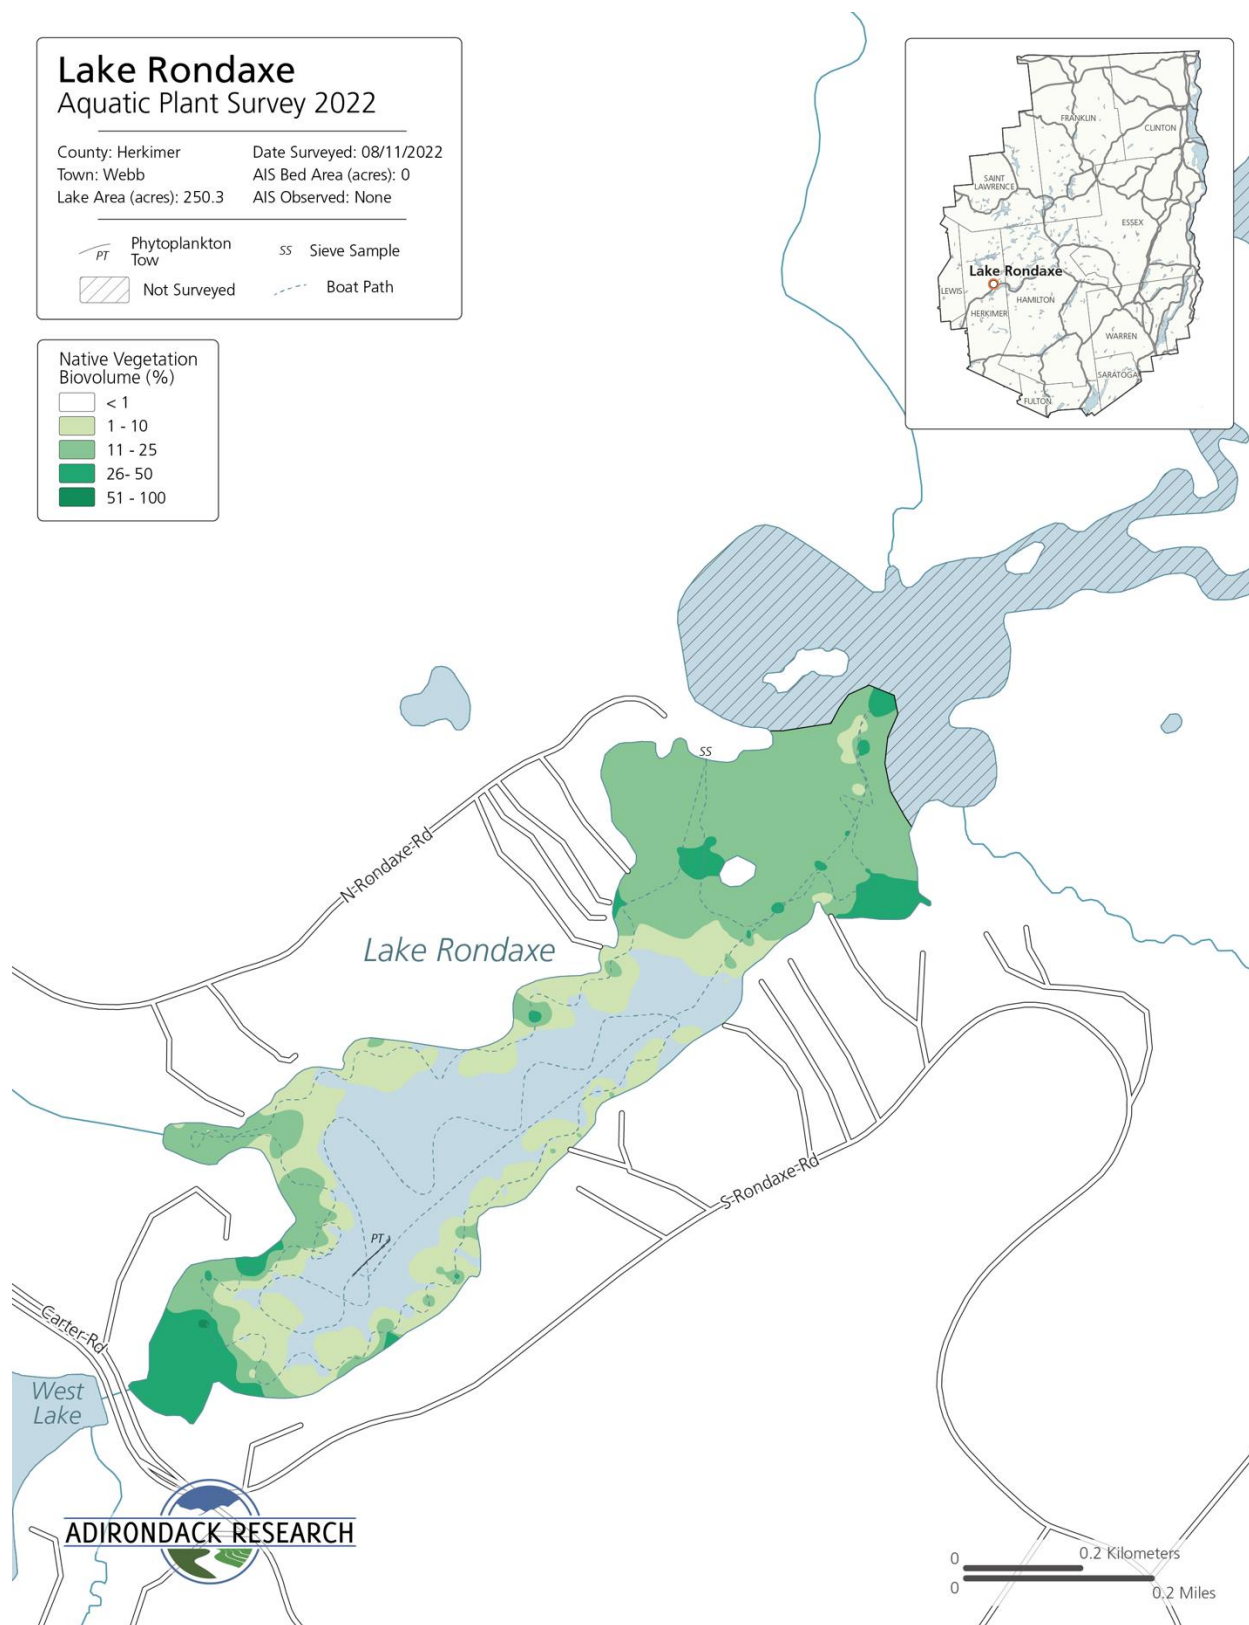 Lake Rondaxe
Aquatic Plant Survey 2022
County: Herkimer
Date Surveyed: 08/11/2022
Town: Webb
AIS Bed Area (acres): 0
Lake Area (acres): 250.3
AIS Observed: None
PT
Phytoplankton
Tow
SS
Sieve Sample
Not Surveyed
Boat Path
Native Vegetation
Biovolume (%)
< 1
1 - 10
11 - 25
26- 50
51 - 100
FRANKLIN
CLINTON
SAINT
LAWRENCE
ESSEX
Lake Rondaxe
LEWIS
HAMILTON
HERKIMER
WARREN
SARATOGA
FULTON
SS
N-Rondaxe-Rd
Lake Rondaxe
S-Rondaxe-Rd
PT
Carter-Rd
West
Lake
ADIRONDACK RESEARCH
0
0.2 Kilometers
0
0.2 Miles